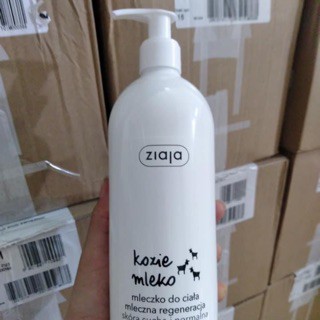 ziaja
kozie
mleko
mleczko do ciała
mleczna regeneracja
skóra sucha i normalna